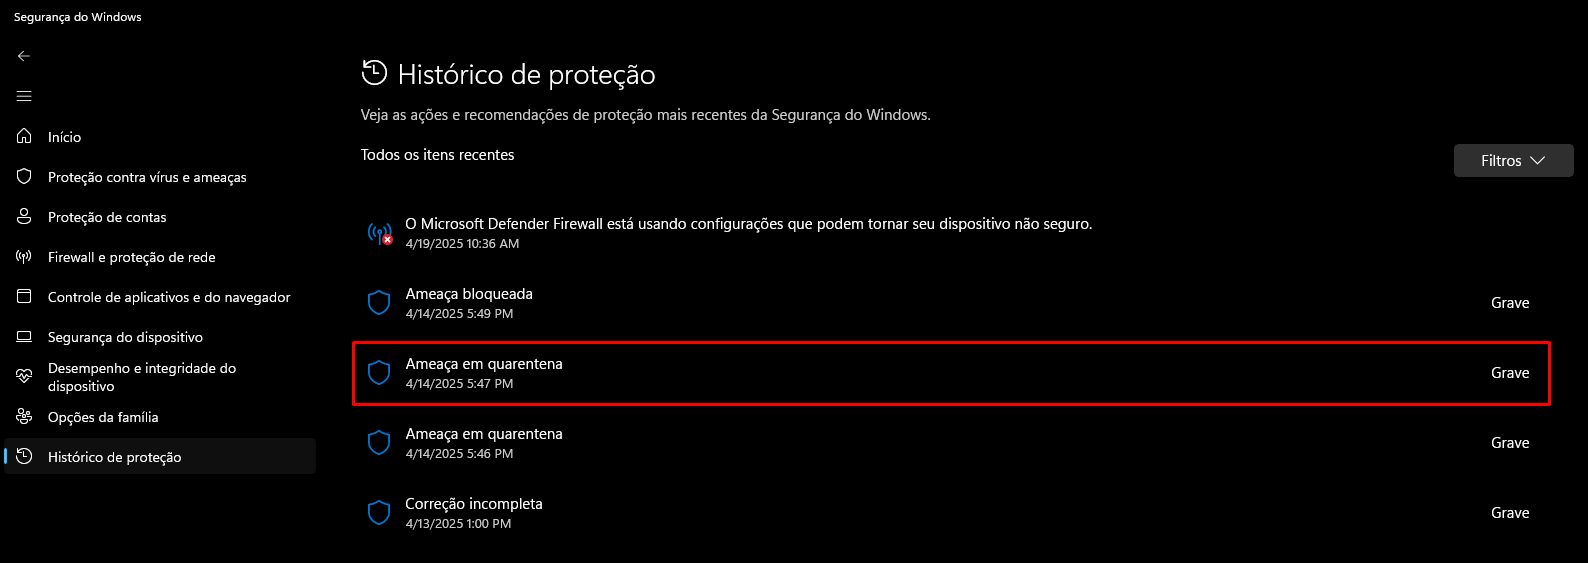 Segurança do Windows
Início
Proteção contra vírus e ameaças
Proteção de contas
Firewall e proteção de rede
Controle de aplicativos e do navegador
Segurança do dispositivo
Desempenho e integridade do
dispositivo
Opções da família
Histórico de proteção
Histórico de proteção
Veja as ações e recomendações de proteção mais recentes da Segurança do Windows.
Todos os itens recentes
Filtros
O Microsoft Defender Firewall está usando configurações que podem tornar seu dispositivo não seguro.
4/19/2025 10:36 AM
Ameaça bloqueada
4/14/2025 5:49 PM
Grave
Ameaça em quarentena
4/14/2025 5:47 PM
Grave
Ameaça em quarentena
4/14/2025 5:46 PM
Grave
Correção incompleta
4/13/2025 1:00 PM
Grave